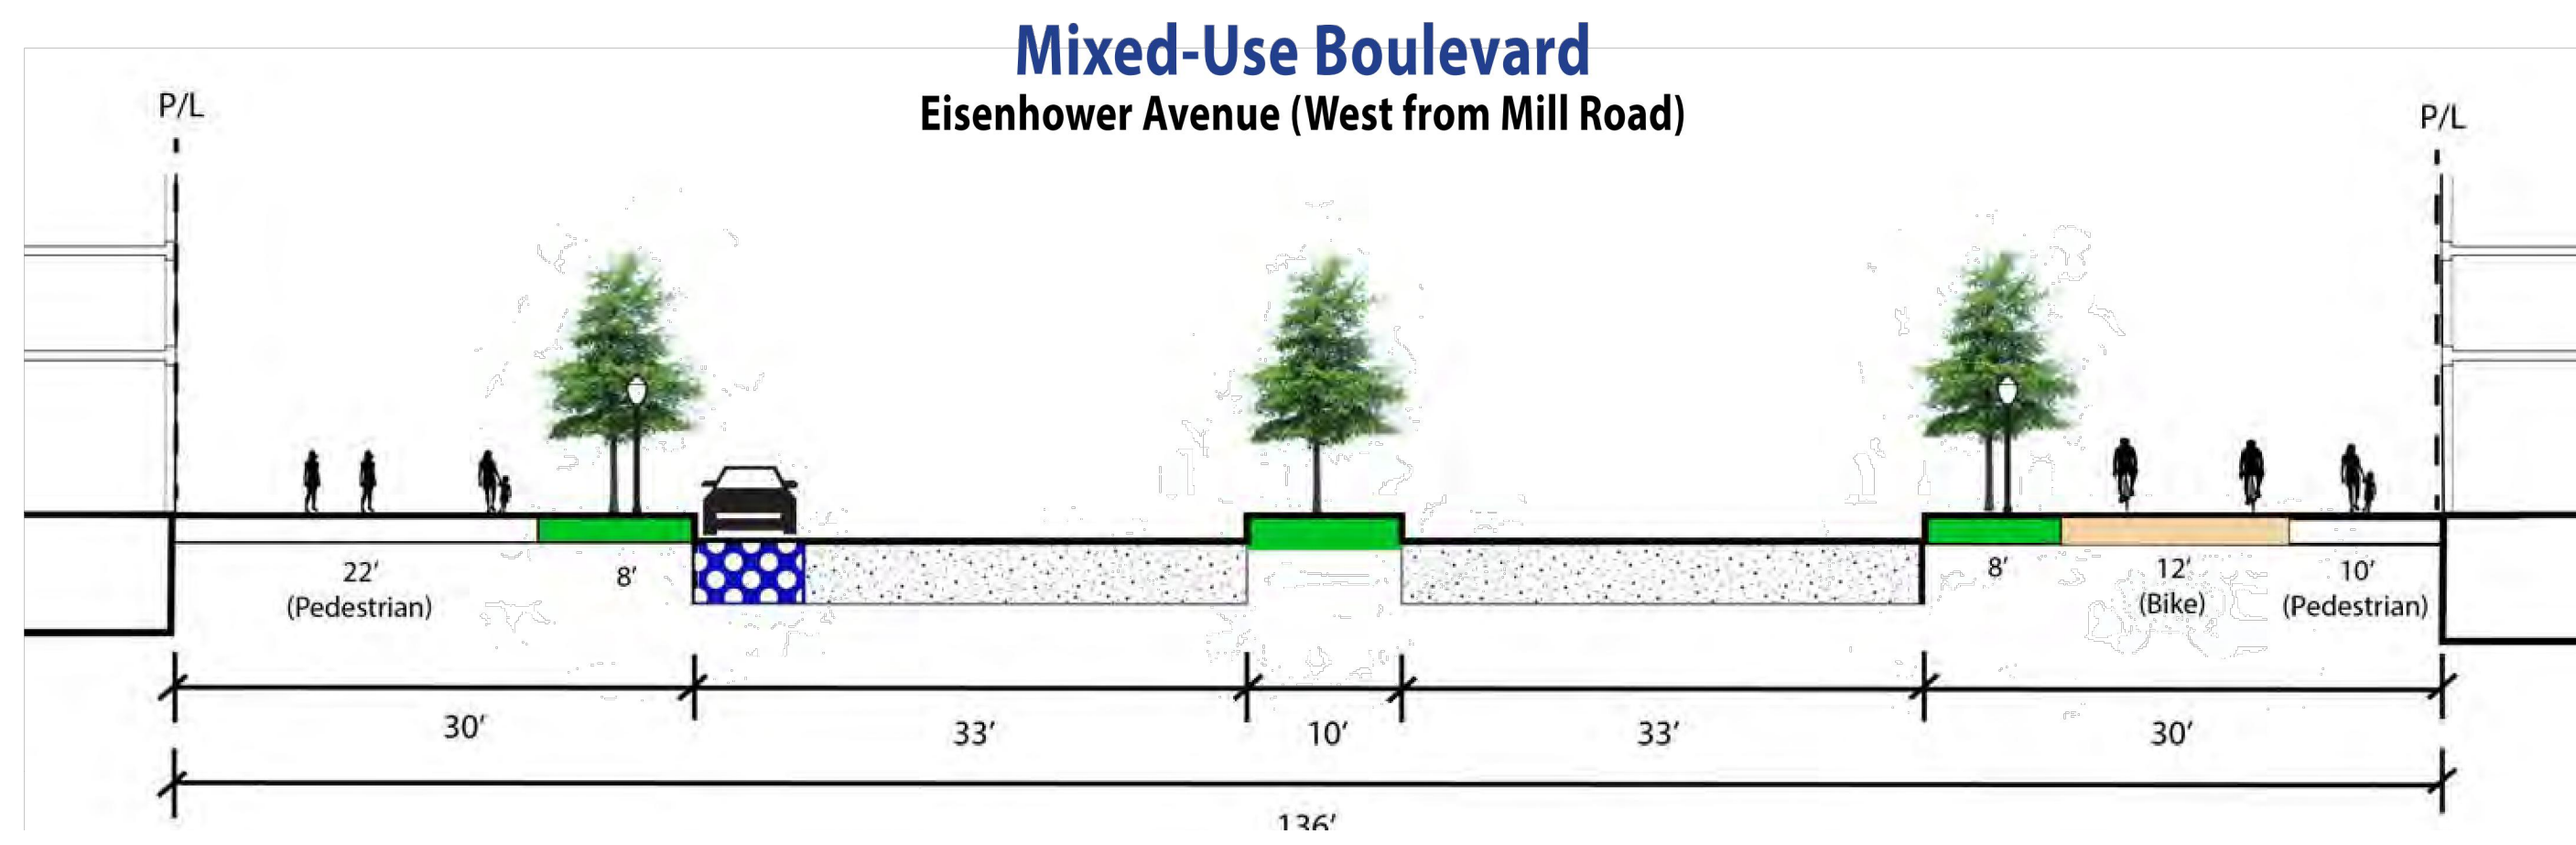 Mixed-Use Boulevard
Eisenhower Avenue (West from Mill Road)
P/L
P/L
22'
(Pedestrian)
8'
8'
12'
(Bike)
10'
(Pedestrian)
30'
33'
10'
33'
30'
136'